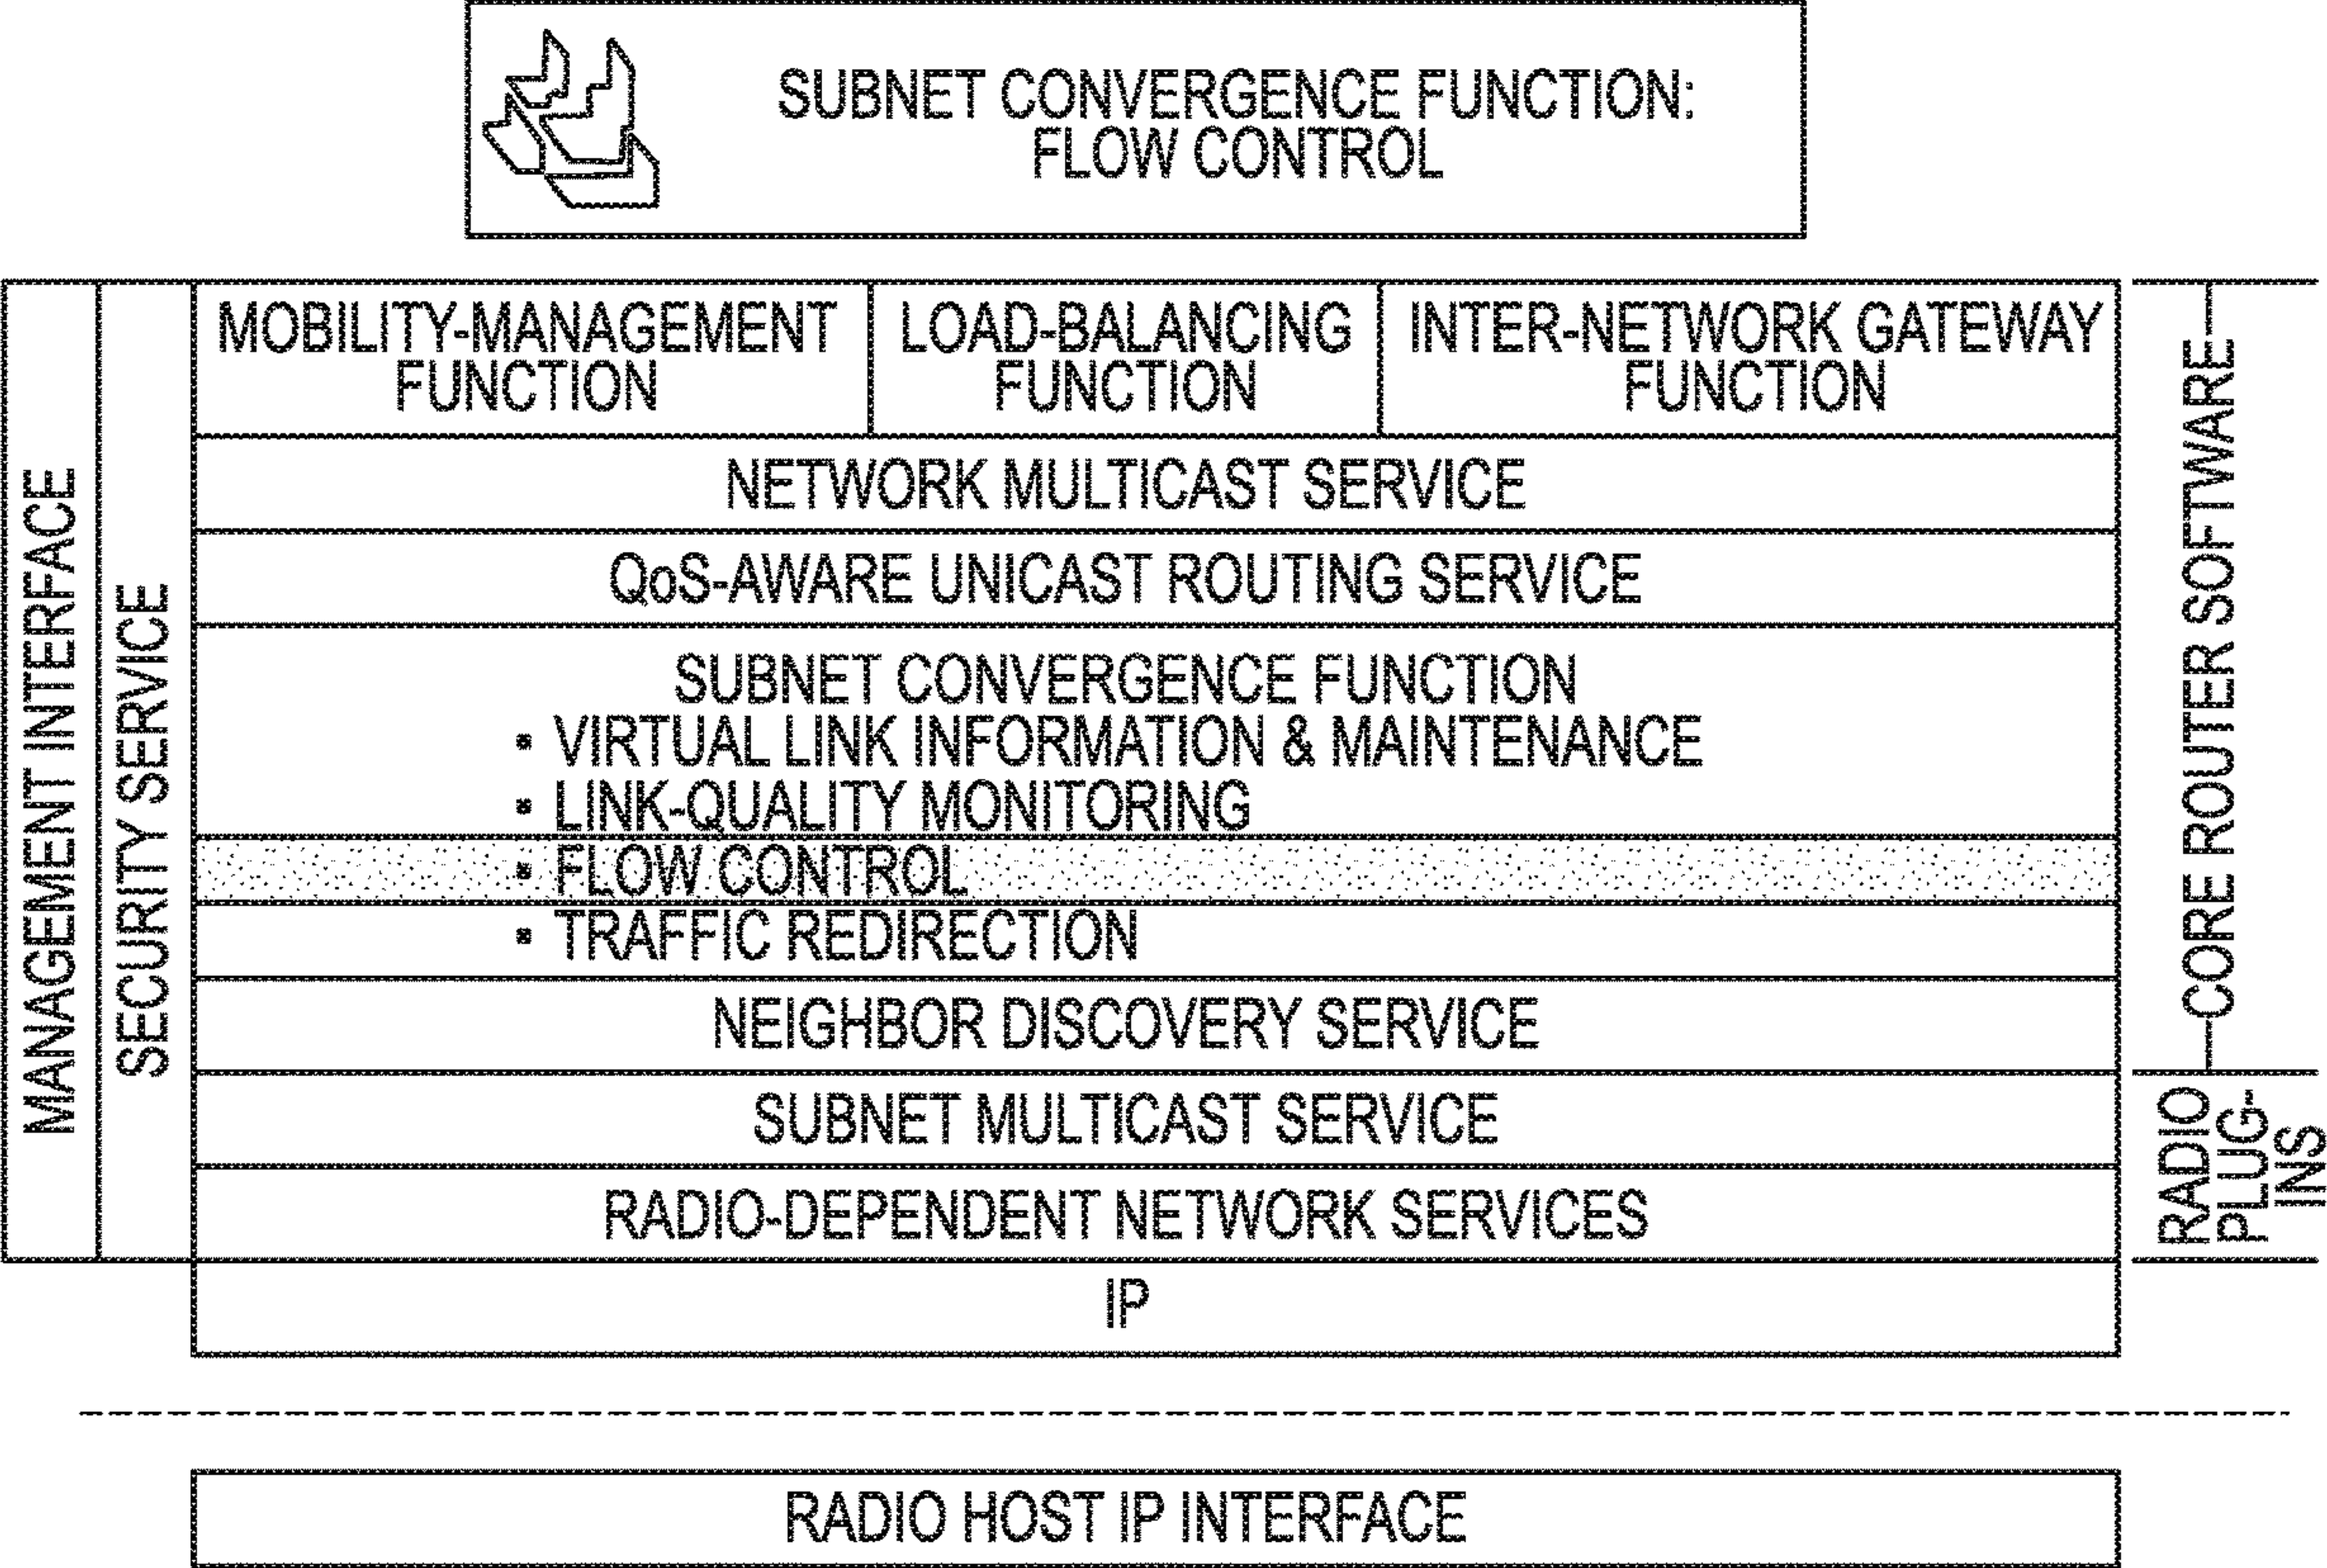 SUBNET CONVERGENCE FUNCTION:
FLOW CONTROL
MANAGEMENT INTERFACE
SECURITY SERVICE
MOBILITY-MANAGEMENT
FUNCTION
LOAD-BALANCING
FUNCTION
INTER-NETWORK GATEWAY
FUNCTION
NETWORK MULTICAST SERVICE
QoS-AWARE UNICAST ROUTING SERVICE
SUBNET CONVERGENCE FUNCTION
▪ VIRTUAL LINK INFORMATION & MAINTENANCE
▪ LINK-QUALITY MONITORING
▪ FLOW CONTROL
▪ TRAFFIC REDIRECTION
NEIGHBOR DISCOVERY SERVICE
SUBNET MULTICAST SERVICE
RADIO-DEPENDENT NETWORK SERVICES
IP
CORE ROUTER SOFTWARE
RADIO
PLUG-
INS
RADIO HOST IP INTERFACE